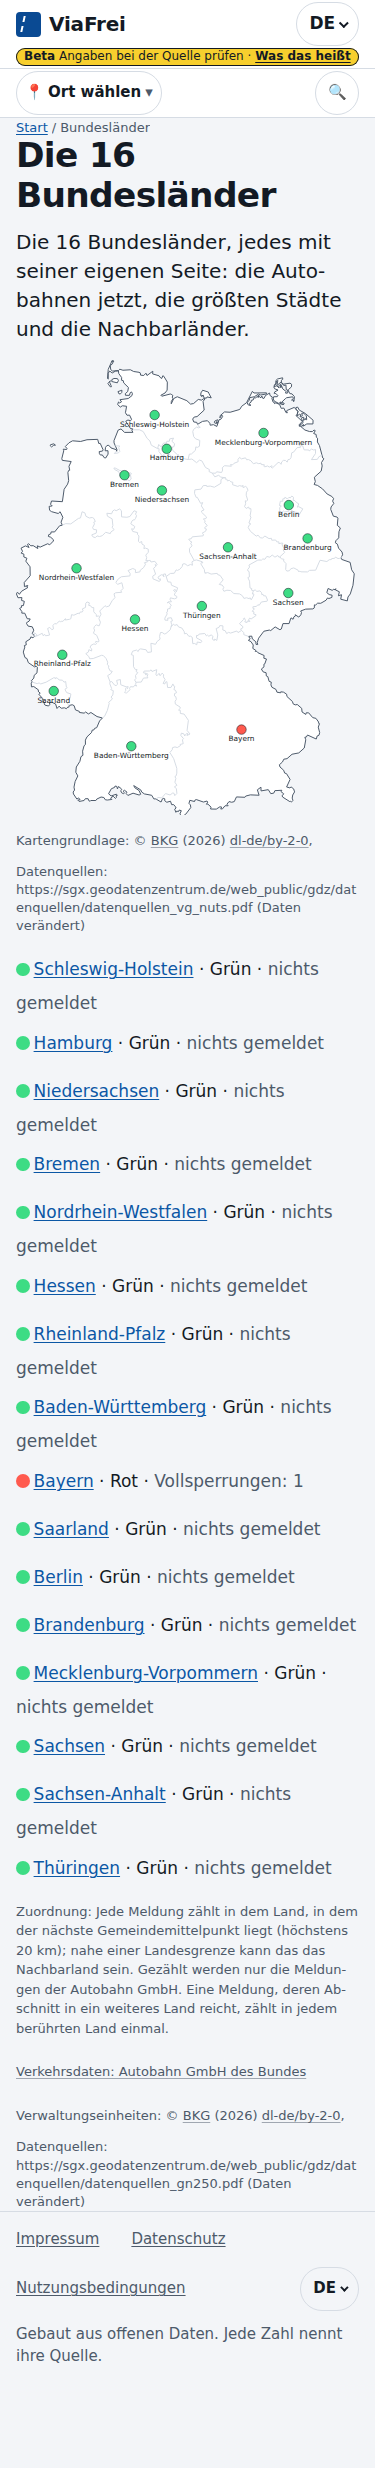 ViaFrei
DE
Beta Angaben bei der Quelle prüfen · Was das heißt
Ort wählen
Start / Bundesländer
Die 16
Bundesländer
Die 16 Bundesländer, jedes mit
seiner eigenen Seite: die Auto-
bahnen jetzt, die größten Städte
und die Nachbarländer.
Schleswig-Holstein
Mecklenburg-Vorpommern
Hamburg
Bremen
Niedersachsen
Berlin
Brandenburg
Sachsen-Anhalt
Nordrhein-Westfalen
Sachsen
Thüringen
Hessen
Rheinland-Pfalz
Saarland
Bayern
Baden-Württemberg
Kartengrundlage: © BKG (2026) dl-de/by-2-0,
Datenquellen:
https://sgx.geodatenzentrum.de/web_public/gdz/dat
enquellen/datenquellen_vg_nuts.pdf (Daten
verändert)
Schleswig-Holstein · Grün · nichts
gemeldet
Hamburg · Grün · nichts gemeldet
Niedersachsen · Grün · nichts
gemeldet
Bremen · Grün · nichts gemeldet
Nordrhein-Westfalen · Grün · nichts
gemeldet
Hessen · Grün · nichts gemeldet
Rheinland-Pfalz · Grün · nichts
gemeldet
Baden-Württemberg · Grün · nichts
gemeldet
Bayern · Rot · Vollsperrungen: 1
Saarland · Grün · nichts gemeldet
Berlin · Grün · nichts gemeldet
Brandenburg · Grün · nichts gemeldet
Mecklenburg-Vorpommern · Grün ·
nichts gemeldet
Sachsen · Grün · nichts gemeldet
Sachsen-Anhalt · Grün · nichts
gemeldet
Thüringen · Grün · nichts gemeldet
Zuordnung: Jede Meldung zählt in dem Land, in dem
der nächste Gemeindemittelpunkt liegt (höchstens
20 km); nahe einer Landesgrenze kann das das
Nachbarland sein. Gezählt werden nur die Meldun-
gen der Autobahn GmbH. Eine Meldung, deren Ab-
schnitt in ein weiteres Land reicht, zählt in jedem
berührten Land einmal.
Verkehrsdaten: Autobahn GmbH des Bundes
Verwaltungseinheiten: © BKG (2026) dl-de/by-2-0,
Datenquellen:
https://sgx.geodatenzentrum.de/web_public/gdz/dat
enquellen/datenquellen_gn250.pdf (Daten
verändert)
Impressum Datenschutz
Nutzungsbedingungen
DE
Gebaut aus offenen Daten. Jede Zahl nennt
ihre Quelle.